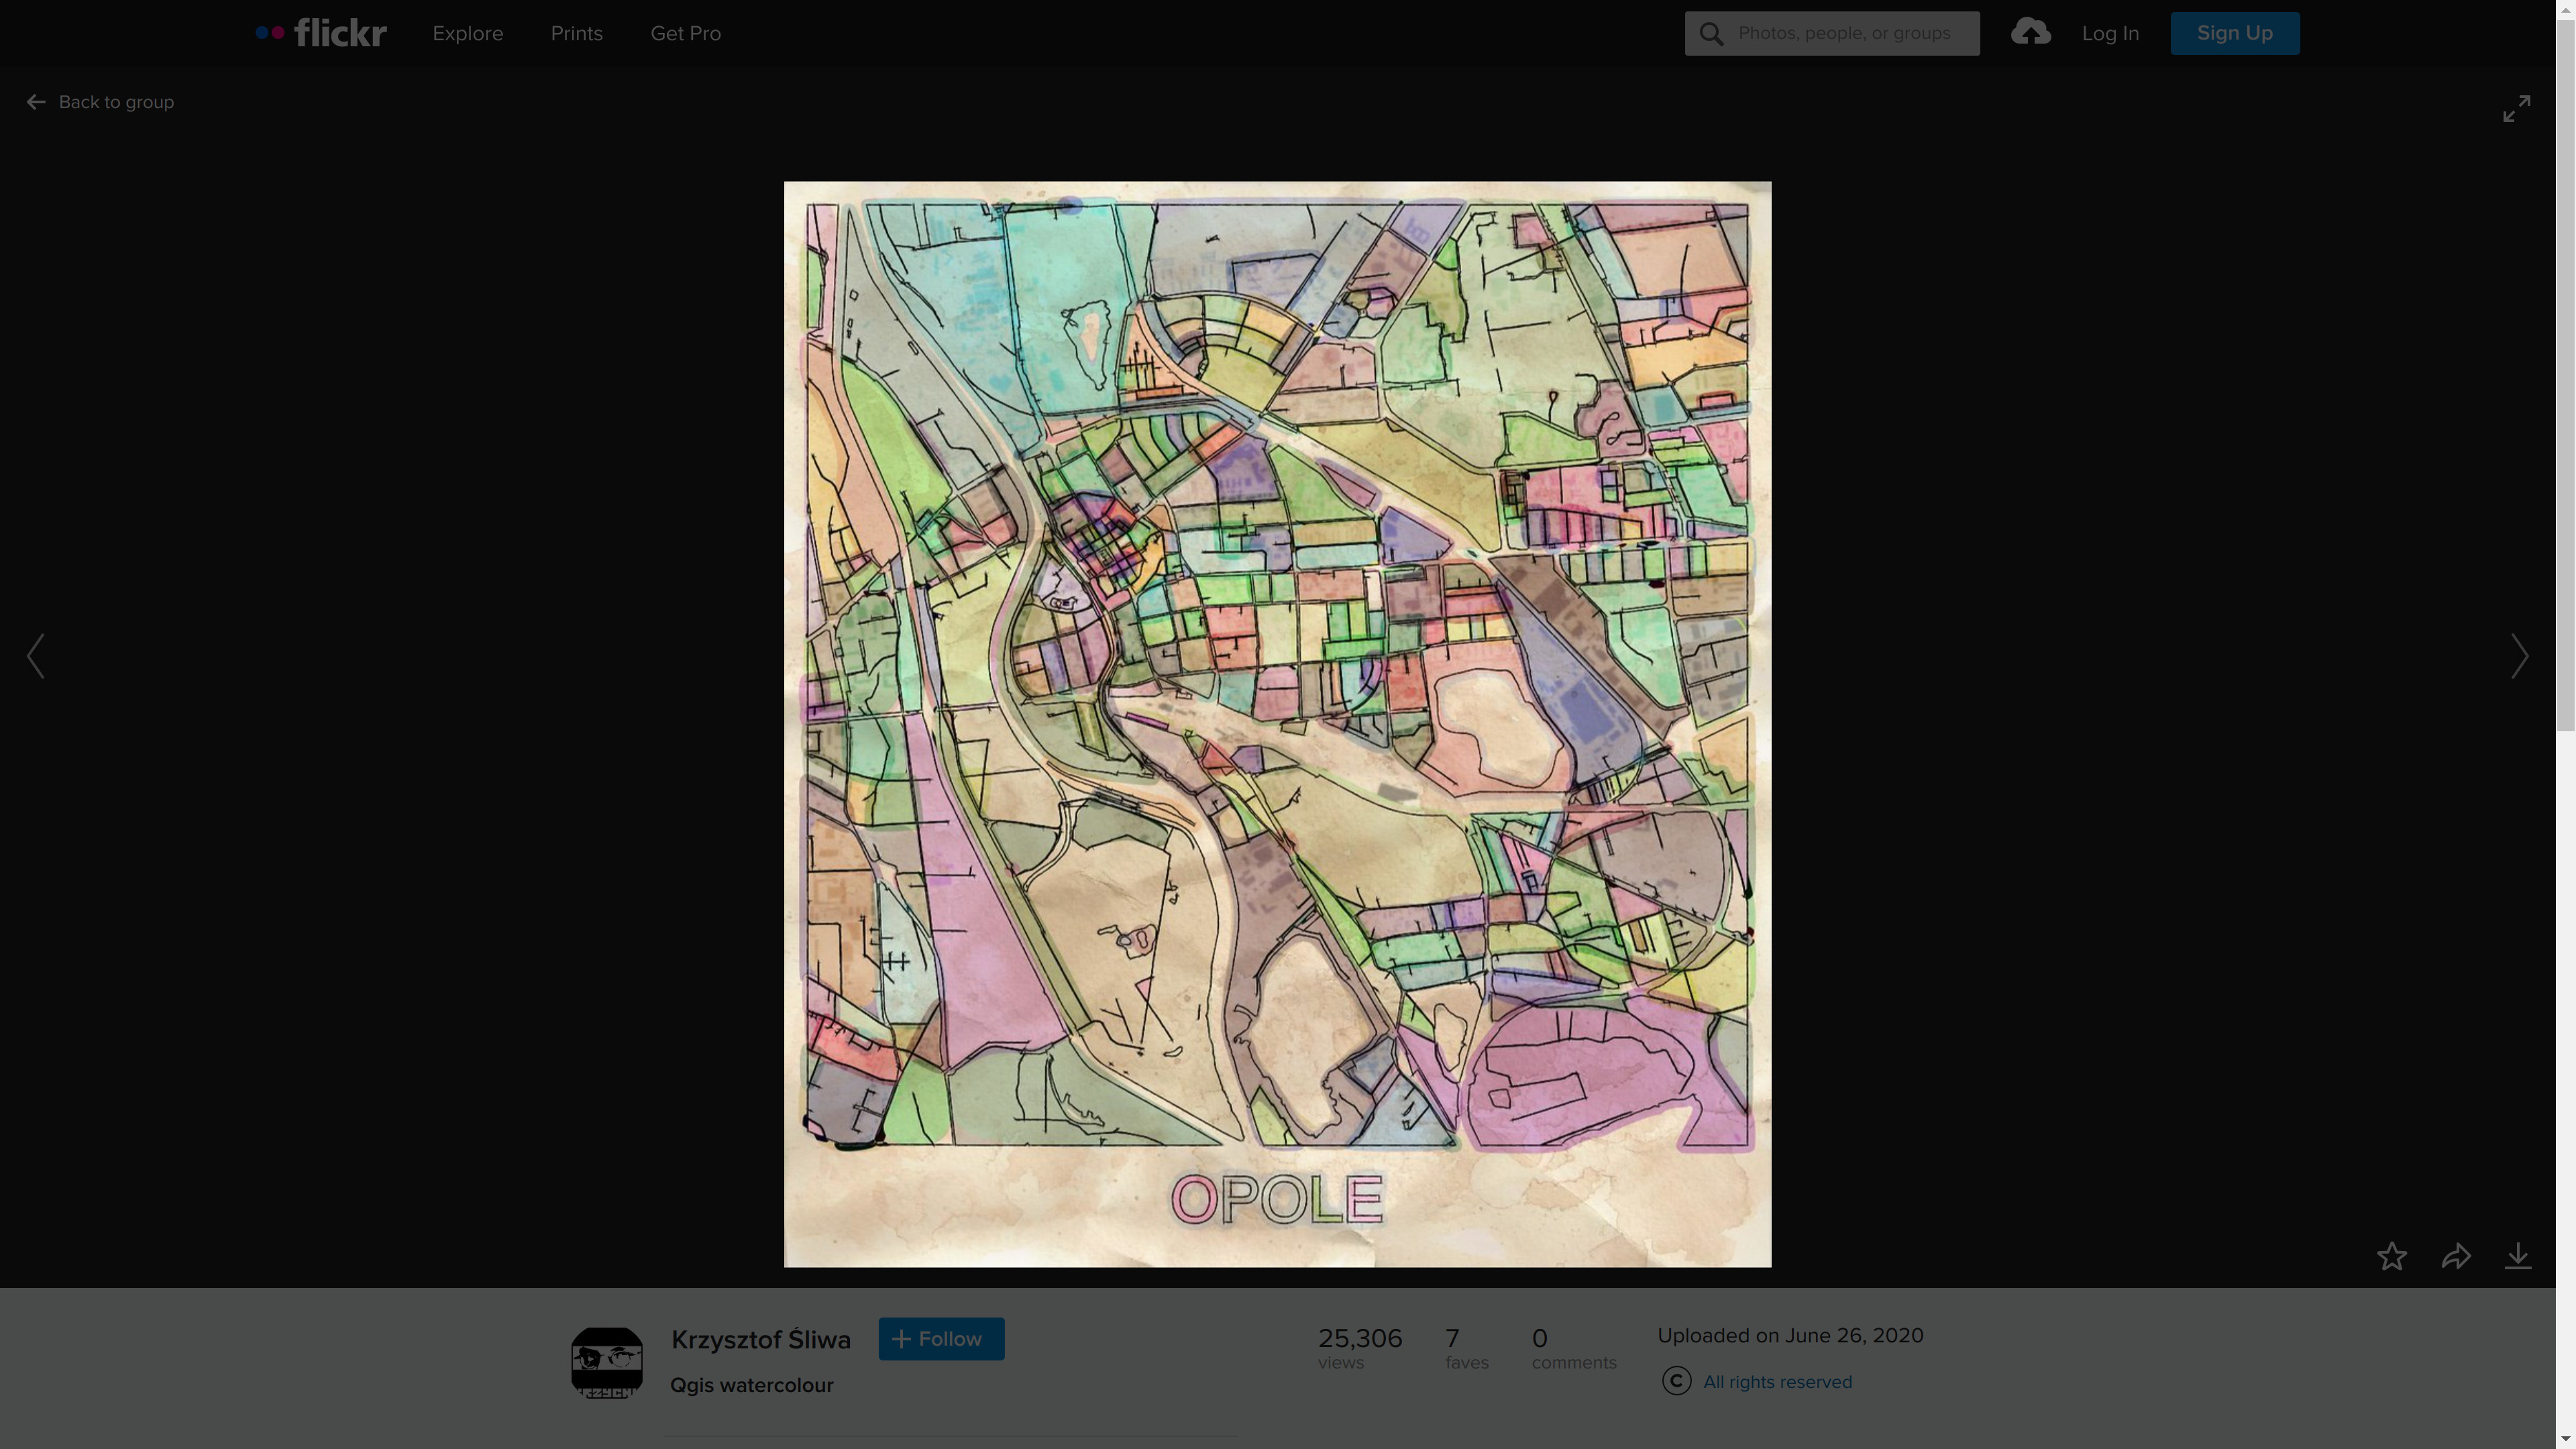 flickr
Explore
Prints
Get Pro
Photos, people, or groups
Log In
Sign Up
Back to group
OPOLE
Krzysztof Śliwa
Follow
Qgis watercolour
25,306
views
7
faves
0
comments
Uploaded on June 26, 2020
All rights reserved